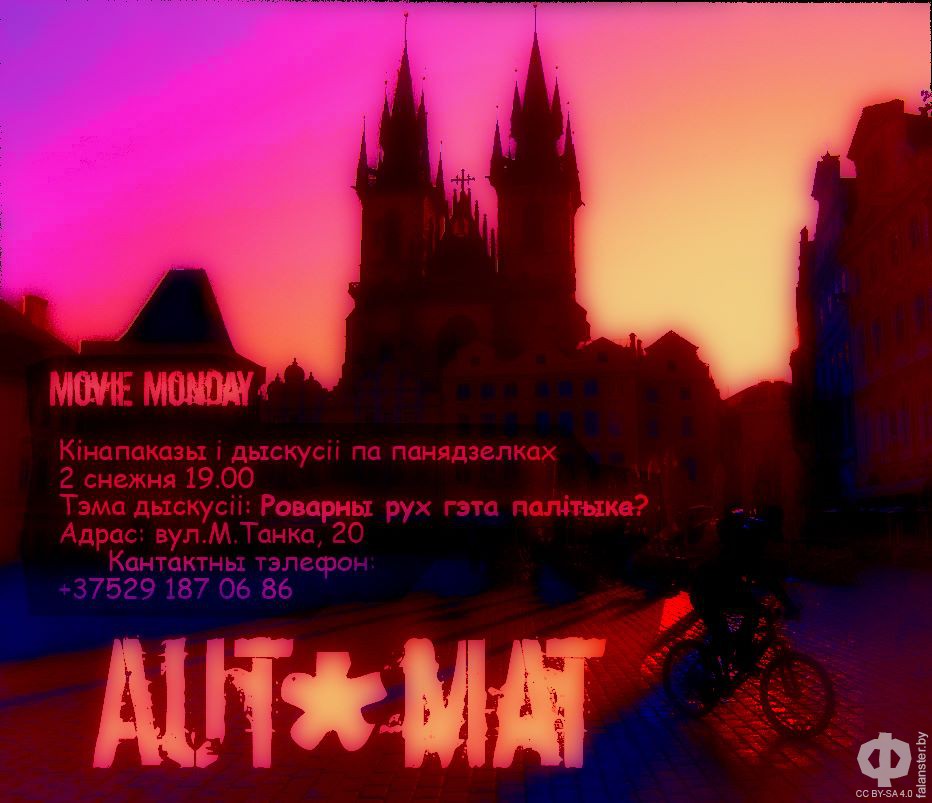 MOVIE MONDAY
Кінапаказы і дыскусіі па панядзелках
2 снежня 19.00
Тэма дыскусіі: Роварны рух гэта палітыка?
Адрас: вул.М.Танка, 20
Кантактны тэлефон:
+37529 187 06 86
AUT*MAT
Ф
CC BY-SA 4.0
falanster.by